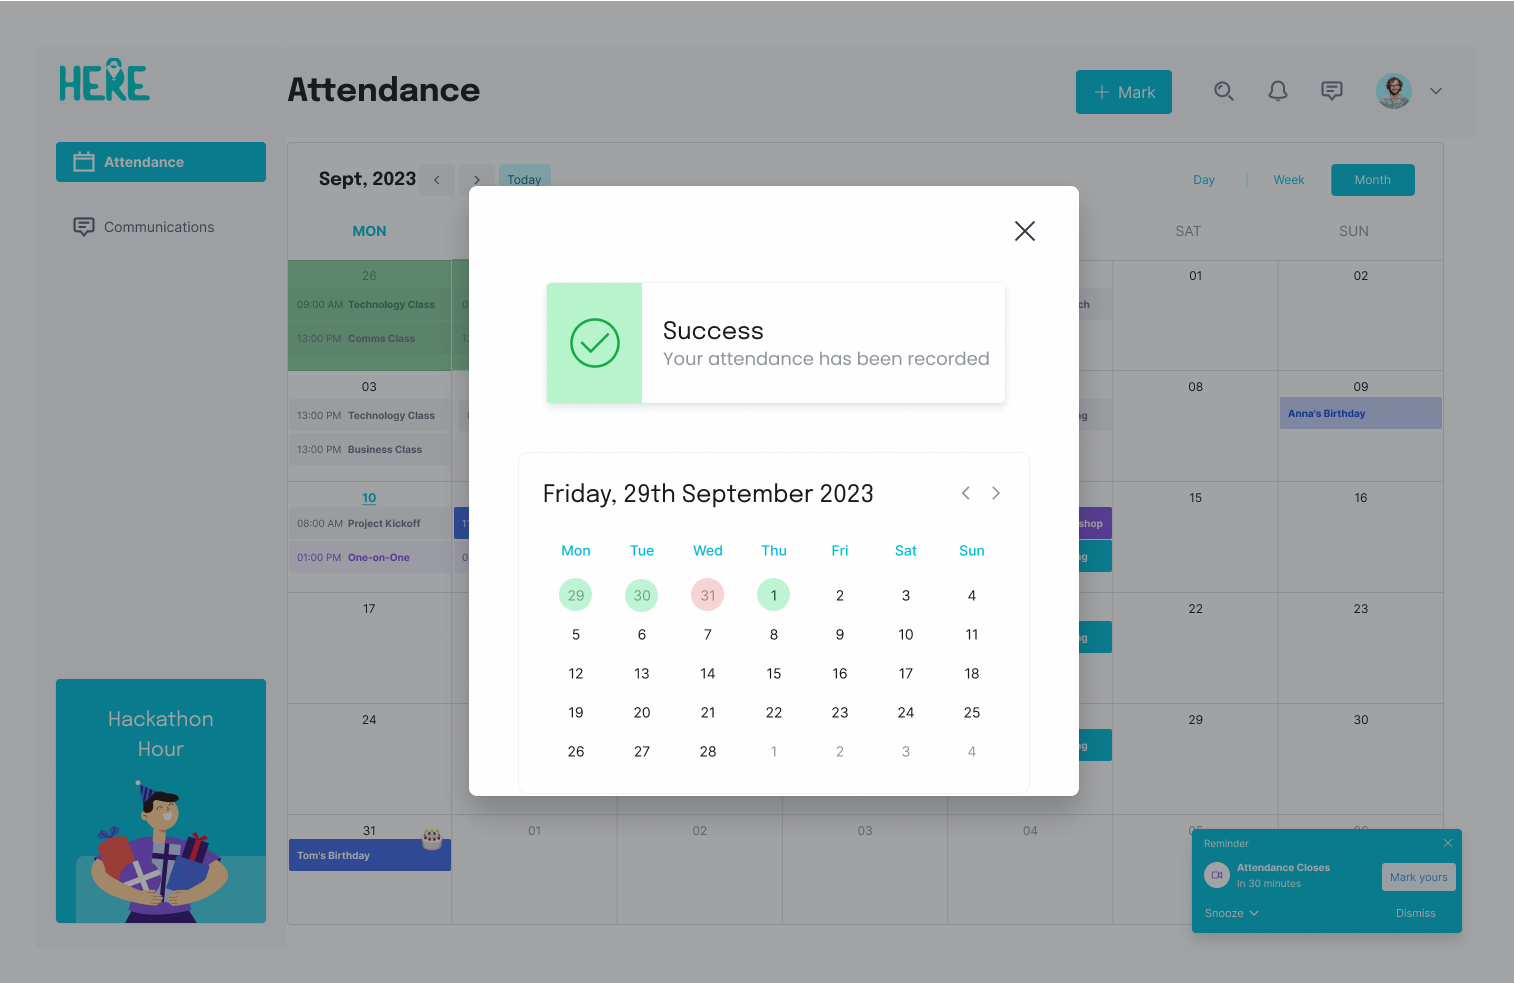 HERE
Attendance
Mark
Attendance
Communications
Sept, 2023
Today
Day
Week
Month
MON
SAT
SUN
26
01
02
09:00 AM Technology Class
ch
13:00 PM Comms Class
03
08
09
13:00 PM Technology Class
Anna's Birthday
13:00 PM Business Class
10
15
16
08:00 AM Project Kickoff
shop
01:00 PM One-on-One
17
22
23
24
29
30
31
01
02
03
04
Tom's Birthday
Success
Your attendance has been recorded
Friday, 29th September 2023
Mon Tue Wed Thu Fri Sat Sun
29 30 31 1 2 3 4
5 6 7 8 9 10 11
12 13 14 15 16 17 18
19 20 21 22 23 24 25
26 27 28 1 2 3 4
Hackathon
Hour
Reminder
Attendance Closes
In 30 minutes
Mark yours
Snooze
Dismiss